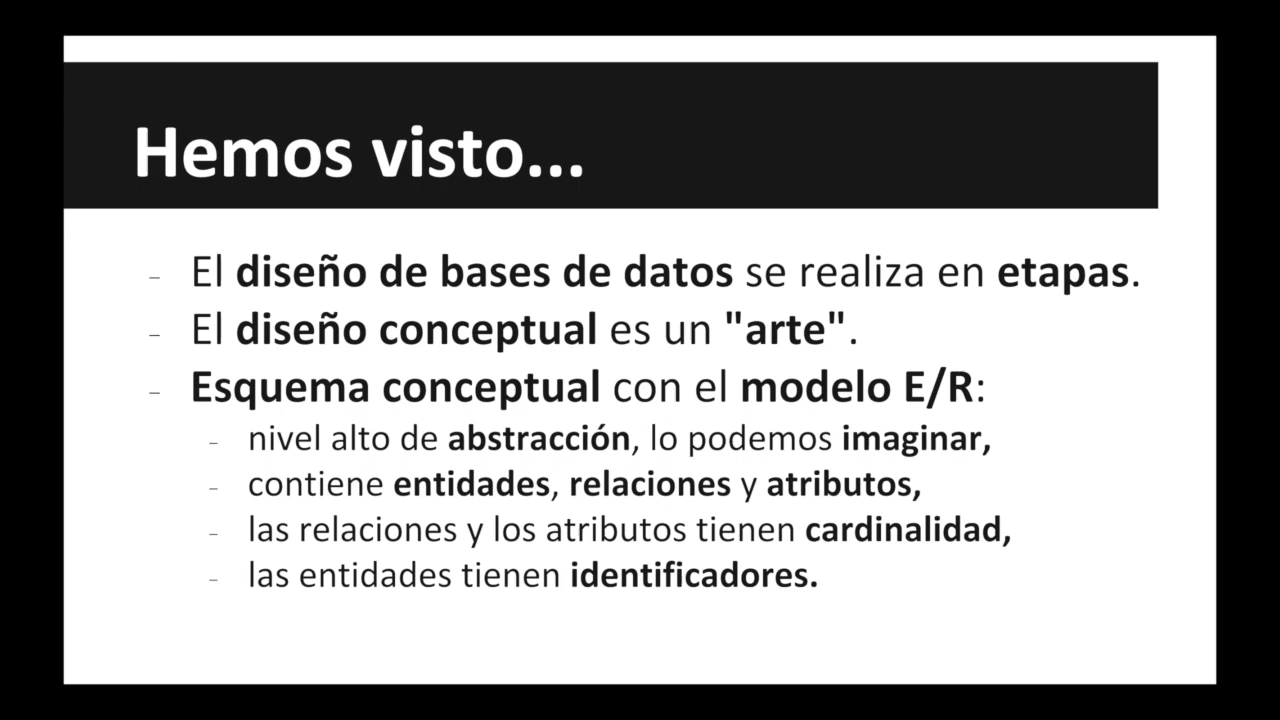 Hemos visto...
- El diseño de bases de datos se realiza en etapas.
- El diseño conceptual es un "arte".
- Esquema conceptual con el modelo E/R:
- nivel alto de abstracción, lo podemos imaginar,
- contiene entidades, relaciones y atributos,
- las relaciones y los atributos tienen cardinalidad,
- las entidades tienen identificadores.